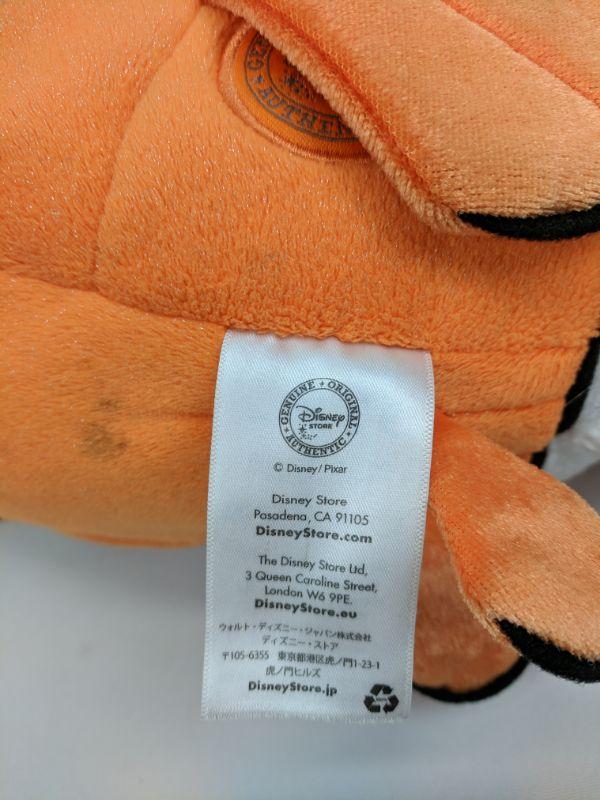 GEN
AUTHEN
GENUINE • ORIGINAL
Disney
STORE
AUTHENTIC
© Disney/Pixar
Disney Store
Pasadena, CA 91105
DisneyStore.com
The Disney Store Ltd,
3 Queen Caroline Street,
London W6 9PE.
DisneyStore.eu
ウォルト・ディズニー・ジャパン株式会社
ディズニー・ストア
〒105-6355 東京都港区虎ノ門1-23-1
虎ノ門ヒルズ
DisneyStore.jp